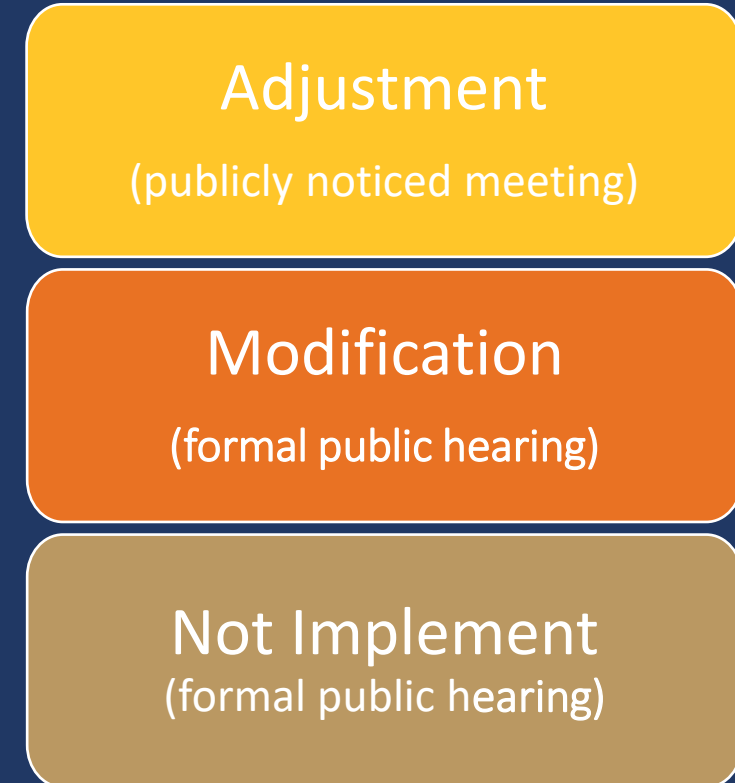 Adjustment
(publicly noticed meeting)
Modification
(formal public hearing)
Not Implement
(formal public hearing)